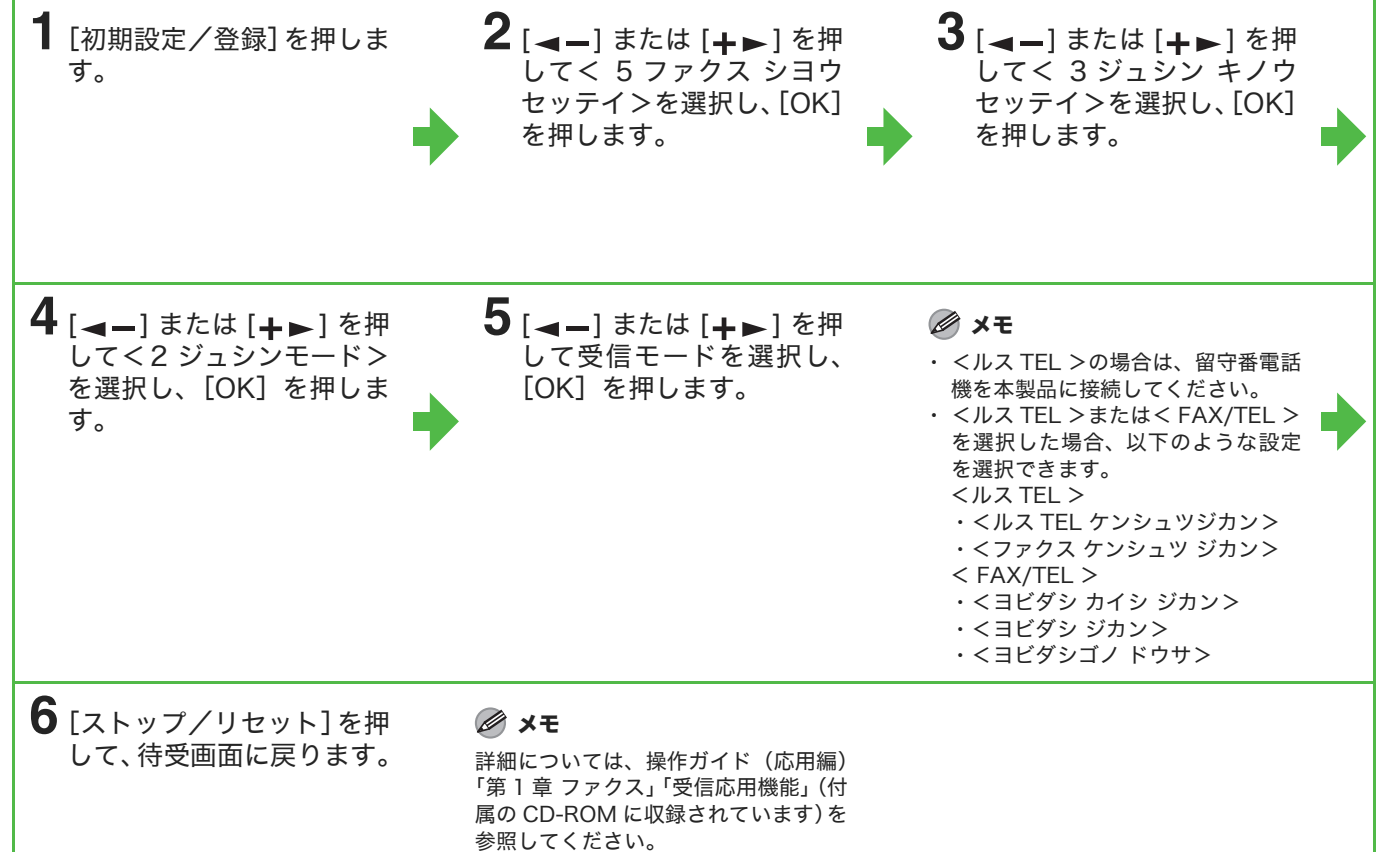 1 ［初期設定／登録］を押しま
す。
2 ［◄−］または［＋►］を押
して＜ 5 ファクス シヨウ
セッテイ＞を選択し、［OK］
を押します。
3 ［◄−］または［＋►］を押
して＜ 3 ジュシン キノウ
セッテイ＞を選択し、［OK］
を押します。
4 ［◄−］または［＋►］を押
して＜2 ジュシンモード＞
を選択し、［OK］を押しま
す。
5 ［◄−］または［＋►］を押
して受信モードを選択し、
［OK］を押します。
メモ
・ ＜ルス TEL ＞の場合は、留守番電話
機を本製品に接続してください。
・ ＜ルス TEL ＞または＜ FAX/TEL ＞
を選択した場合、以下のような設定
を選択できます。
＜ルス TEL ＞
・＜ルス TEL ケンシュツジカン＞
・＜ファクス ケンシュツ ジカン＞
＜ FAX/TEL ＞
・＜ヨビダシ カイシ ジカン＞
・＜ヨビダシ ジカン＞
・＜ヨビダシゴノ ドウサ＞
6 ［ストップ／リセット］を押
して、待受画面に戻ります。
メモ
詳細については、操作ガイド（応用編）
「第 1 章 ファクス」「受信応用機能」（付
属の CD-ROM に収録されています）を
参照してください。